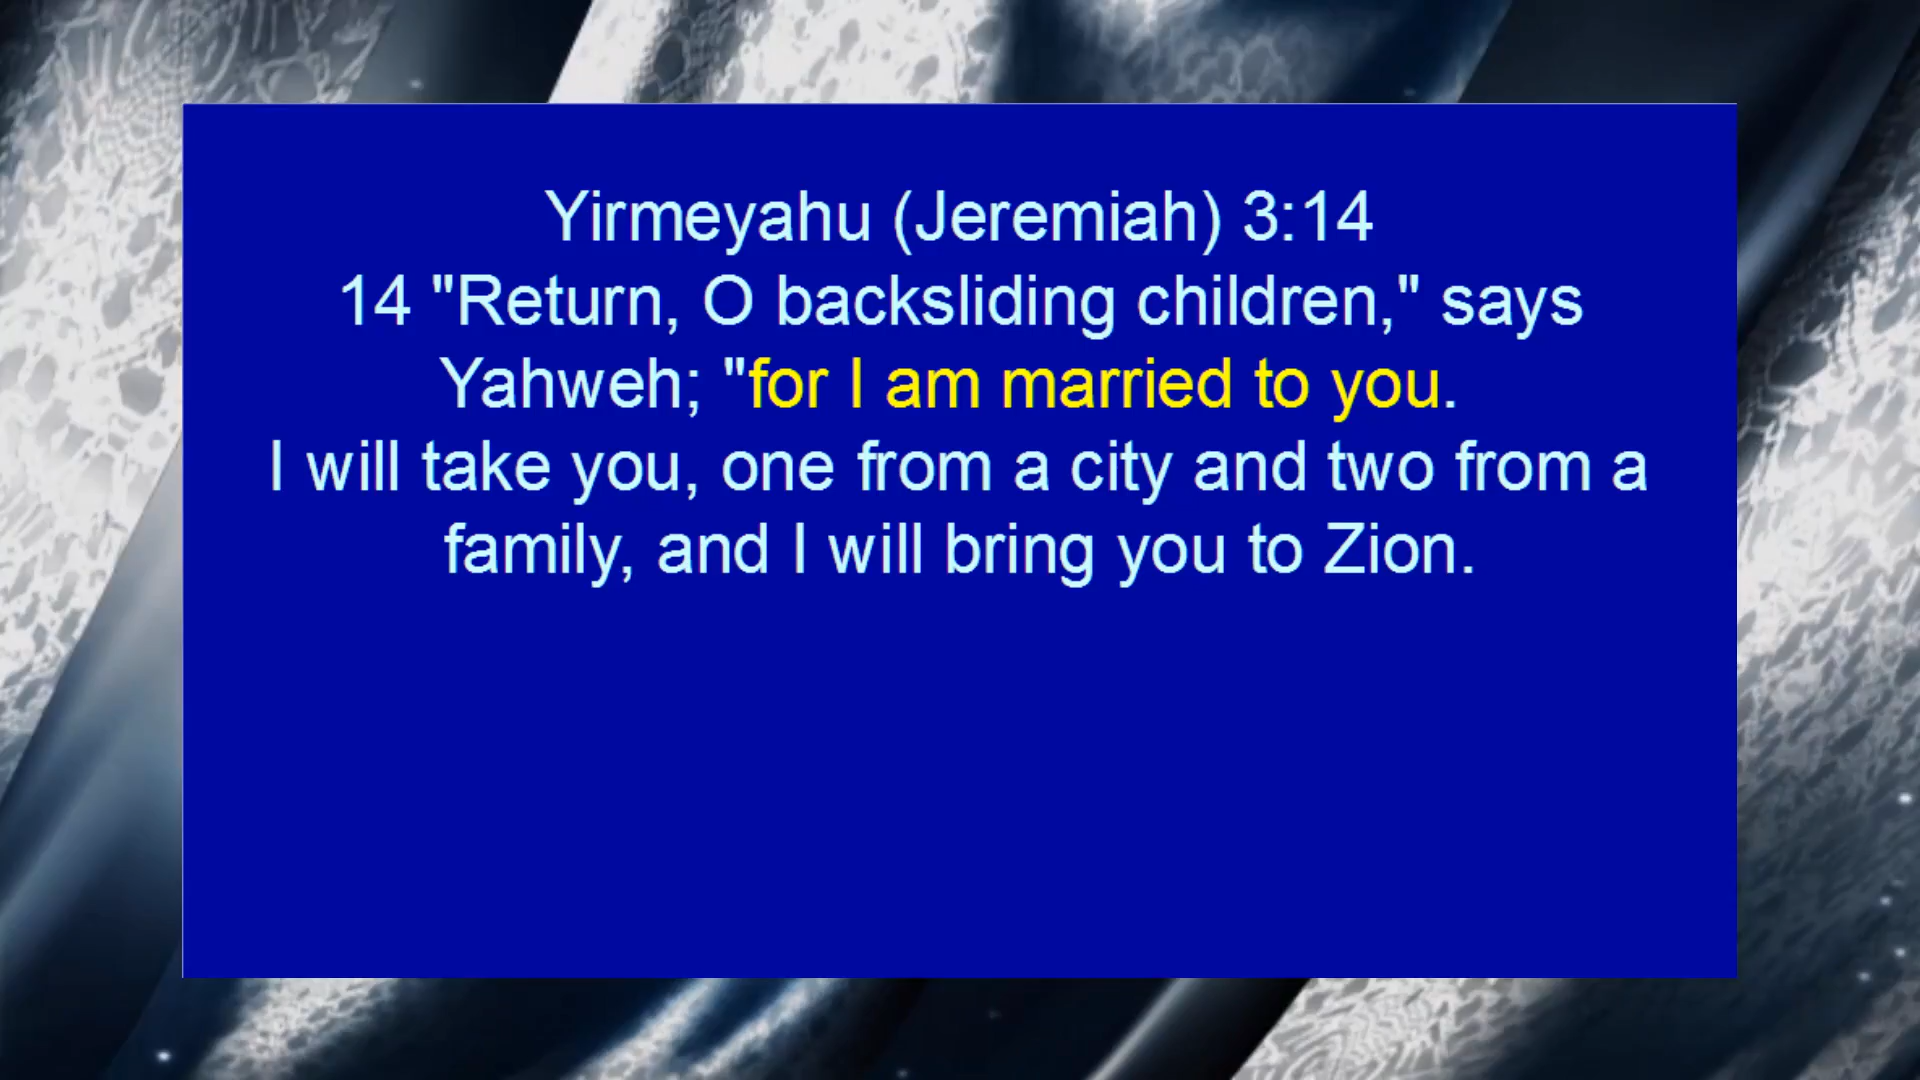 Yirmeyahu (Jeremiah) 3:14
14 "Return, O backsliding children," says
Yahweh; "for I am married to you.
I will take you, one from a city and two from a
family, and I will bring you to Zion.